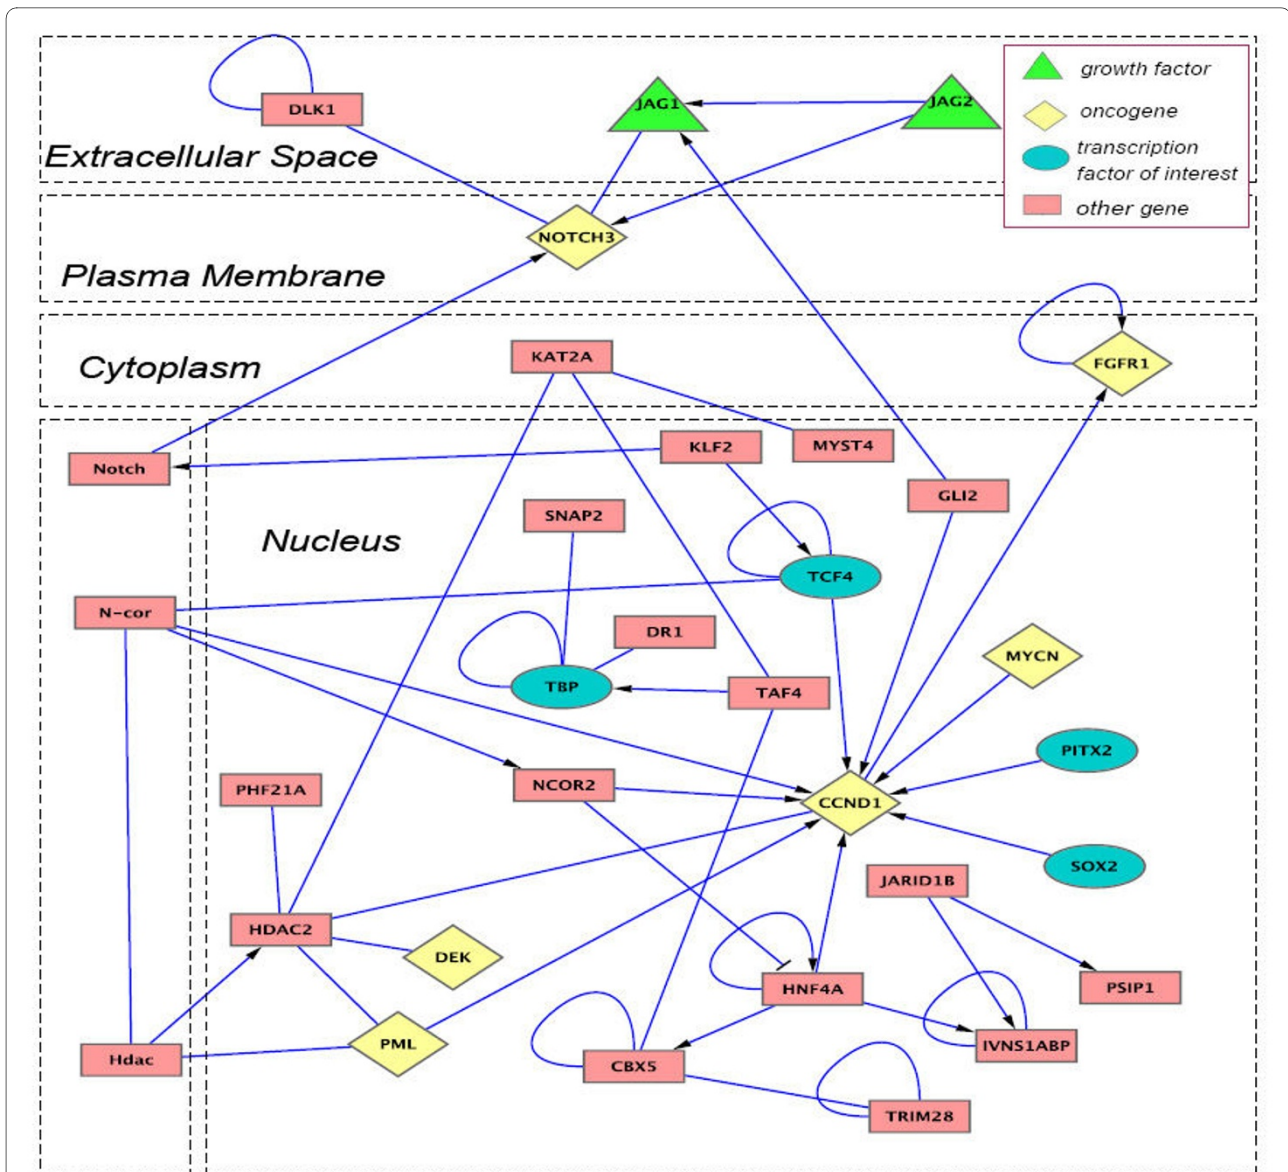 DLK1
JAG1
JAG2
growth factor
oncogene
transcription
factor of interest
other gene
Extracellular Space
NOTCH3
Plasma Membrane
KAT2A
FGFR1
Cytoplasm
Notch
KLF2
MYST4
GLI2
SNAP2
Nucleus
TCF4
N-cor
DR1
MYCN
TBP
TAF4
PITX2
PHF21A
NCOR2
CCND1
SOX2
JARID1B
HDAC2
DEK
HNF4A
PSIP1
PML
IVNS1ABP
Hdac
CBX5
TRIM28